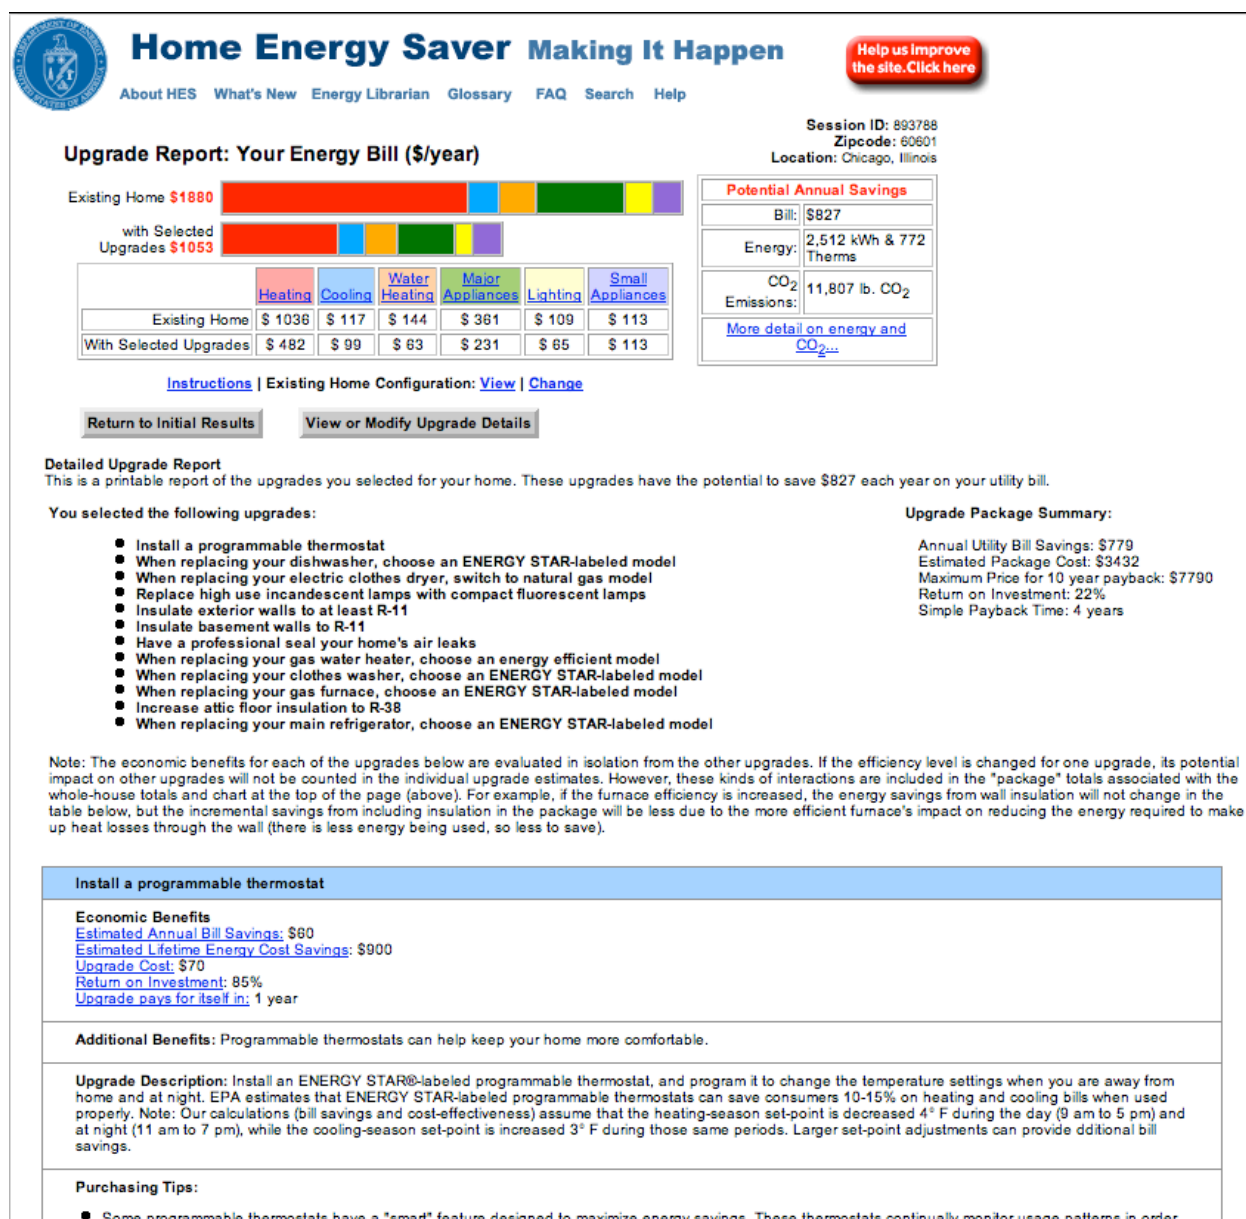 Home Energy Saver Making It Happen
Help us improve
the site.Click here
About HES What's New Energy Librarian Glossary FAQ Search Help
Session ID: 893788
Zipcode: 60601
Location: Chicago, Illinois
Upgrade Report: Your Energy Bill ($/year)
Existing Home $1880
with Selected
Upgrades $1053
Potential Annual Savings
Bill: $827
Energy: 2,512 kWh & 772
Therms
CO2
Emissions: 11,807 lb. CO2
More detail on energy and
CO2...
Heating Cooling Water
Heating Major
Appliances Lighting Small
Appliances
Existing Home $ 1036 $ 117 $ 144 $ 361 $ 109 $ 113
With Selected Upgrades $ 482 $ 99 $ 63 $ 231 $ 65 $ 113
Instructions | Existing Home Configuration: View | Change
Return to Initial Results View or Modify Upgrade Details
Detailed Upgrade Report
This is a printable report of the upgrades you selected for your home. These upgrades have the potential to save $827 each year on your utility bill.
You selected the following upgrades:
● Install a programmable thermostat
● When replacing your dishwasher, choose an ENERGY STAR-labeled model
● When replacing your electric clothes dryer, switch to natural gas model
● Replace high use incandescent lamps with compact fluorescent lamps
● Insulate exterior walls to at least R-11
● Insulate basement walls to R-11
● Have a professional seal your home's air leaks
● When replacing your gas water heater, choose an energy efficient model
● When replacing your clothes washer, choose an ENERGY STAR-labeled model
● When replacing your gas furnace, choose an ENERGY STAR-labeled model
● Increase attic floor insulation to R-38
● When replacing your main refrigerator, choose an ENERGY STAR-labeled model
Upgrade Package Summary:
Annual Utility Bill Savings: $779
Estimated Package Cost: $3432
Maximum Price for 10 year payback: $7790
Return on Investment: 22%
Simple Payback Time: 4 years
Note: The economic benefits for each of the upgrades below are evaluated in isolation from the other upgrades. If the efficiency level is changed for one upgrade, its potential
impact on other upgrades will not be counted in the individual upgrade estimates. However, these kinds of interactions are included in the "package" totals associated with the
whole-house totals and chart at the top of the page (above). For example, if the furnace efficiency is increased, the energy savings from wall insulation will not change in the
table below, but the incremental savings from including insulation in the package will be less due to the more efficient furnace's impact on reducing the energy required to make
up heat losses through the wall (there is less energy being used, so less to save).
Install a programmable thermostat
Economic Benefits
Estimated Annual Bill Savings: $60
Estimated Lifetime Energy Cost Savings: $900
Upgrade Cost: $70
Return on Investment: 85%
Upgrade pays for itself in: 1 year
Additional Benefits: Programmable thermostats can help keep your home more comfortable.
Upgrade Description: Install an ENERGY STAR®-labeled programmable thermostat, and program it to change the temperature settings when you are away from
home and at night. EPA estimates that ENERGY STAR-labeled programmable thermostats can save consumers 10-15% on heating and cooling bills when used
properly. Note: Our calculations (bill savings and cost-effectiveness) assume that the heating-season set-point is decreased 4° F during the day (9 am to 5 pm) and
at night (11 am to 7 pm), while the cooling-season set-point is increased 3° F during those same periods. Larger set-point adjustments can provide dditional bill
savings.
Purchasing Tips:
● Some programmable thermostats have a "smart" feature designed to maximize energy savings. These thermostats continually monitor usage patterns in order